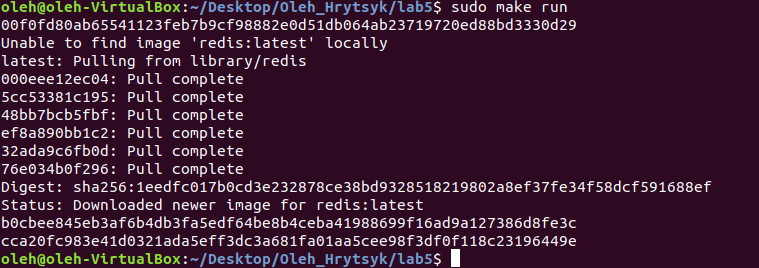 oleh@oleh-VirtualBox:~/Desktop/Oleh_Hrytsyk/lab5$ sudo make run
00f0fd80ab65541123feb7b9cf98882e0d51db064ab23719720ed88bd3330d29
Unable to find image 'redis:latest' locally
latest: Pulling from library/redis
000eee12ec04: Pull complete
5cc53381c195: Pull complete
48bb7bcb5fbf: Pull complete
ef8a890bb1c2: Pull complete
32ada9c6fb0d: Pull complete
76e034b0f296: Pull complete
Digest: sha256:1eedfc017b0cd3e232878ce38bd9328518219802a8ef37fe34f58dcf591688ef
Status: Downloaded newer image for redis:latest
b0cbee845eb3af6b4db3fa5edf64be8b4ceba41988699f16ad9a127386d8fe3c
cca20fc983e41d0321ada5eff3dc3a681fa01aa5cee98f3df0f118c23196449e
oleh@oleh-VirtualBox:~/Desktop/Oleh_Hrytsyk/lab5$